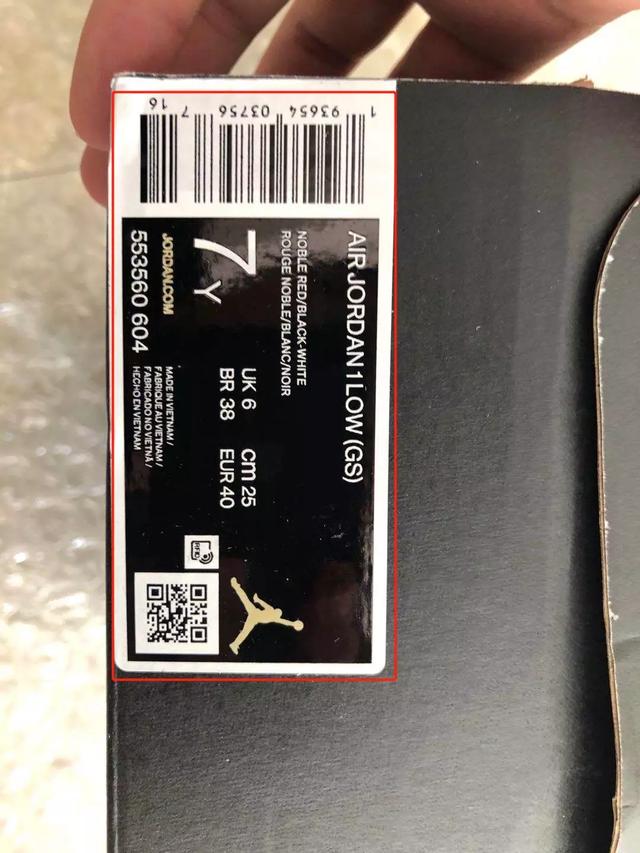 AIR JORDAN 1 LOW (GS)
NOBLE RED/BLACK-WHITE
ROUGE NOBLE/BLANC/NOIR
7Y
UK 6 cm 25
BR 38 EUR 40
JORDAN.COM
553560 604
MADE IN VIETNAM /
FABRIQUE AU VIETNAM /
FABRICADO NO VIETNÃ /
HECHO EN VIETNAM
1 93654 03756 7 16